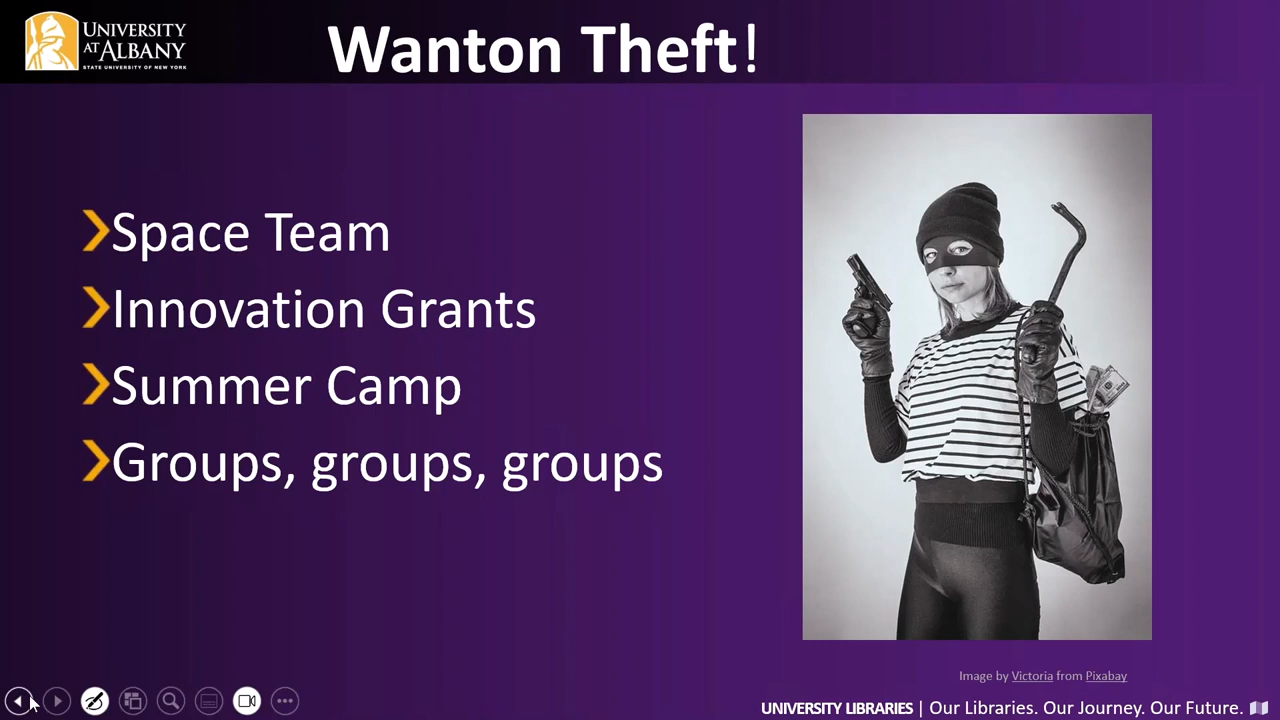 UNIVERSITY
AT ALBANY
STATE UNIVERSITY OF NEW YORK
Wanton Theft!
Space Team
Innovation Grants
Summer Camp
Groups, groups, groups
Image by Victoria from Pixabay
UNIVERSITY LIBRARIES | Our Libraries. Our Journey. Our Future.